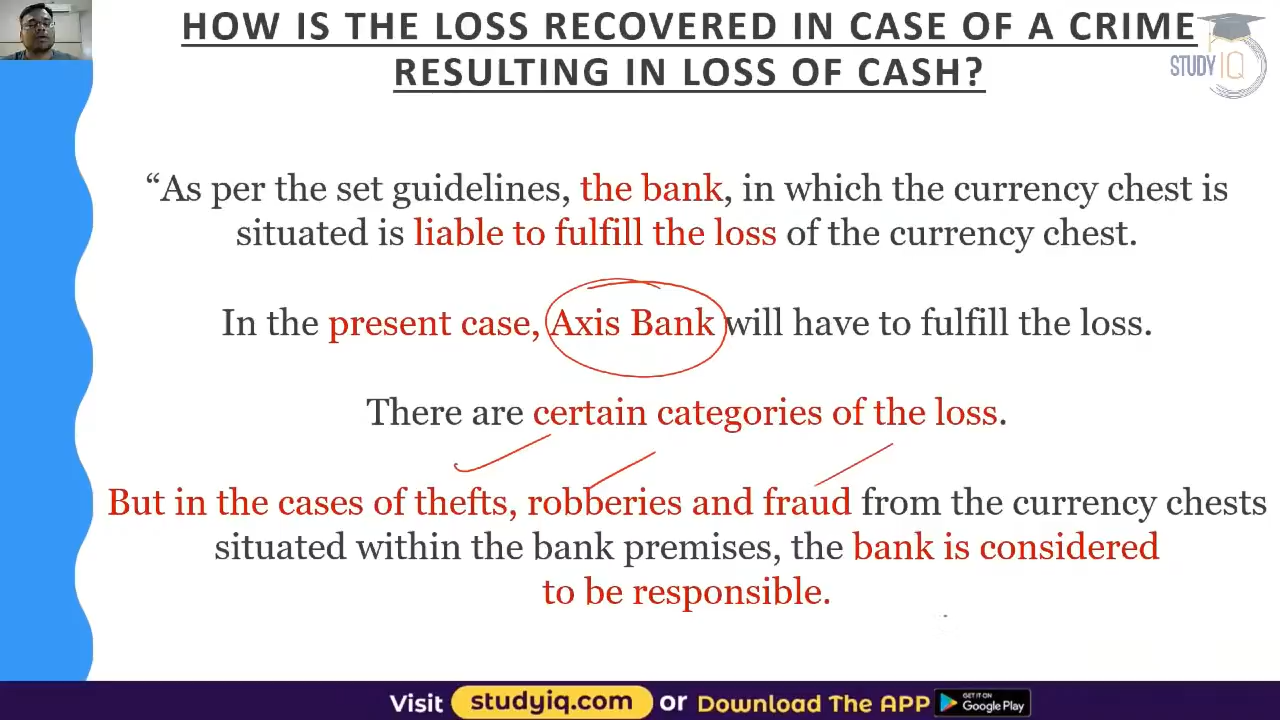 HOW IS THE LOSS RECOVERED IN CASE OF A CRIME
RESULTING IN LOSS OF CASH?
STUDY IQ
“As per the set guidelines, the bank, in which the currency chest is
situated is liable to fulfill the loss of the currency chest.
In the present case, Axis Bank will have to fulfill the loss.
There are certain categories of the loss.
But in the cases of thefts, robberies and fraud from the currency chests
situated within the bank premises, the bank is considered
to be responsible.
Visit studyiq.com or Download The APP GET IT ON Google Play